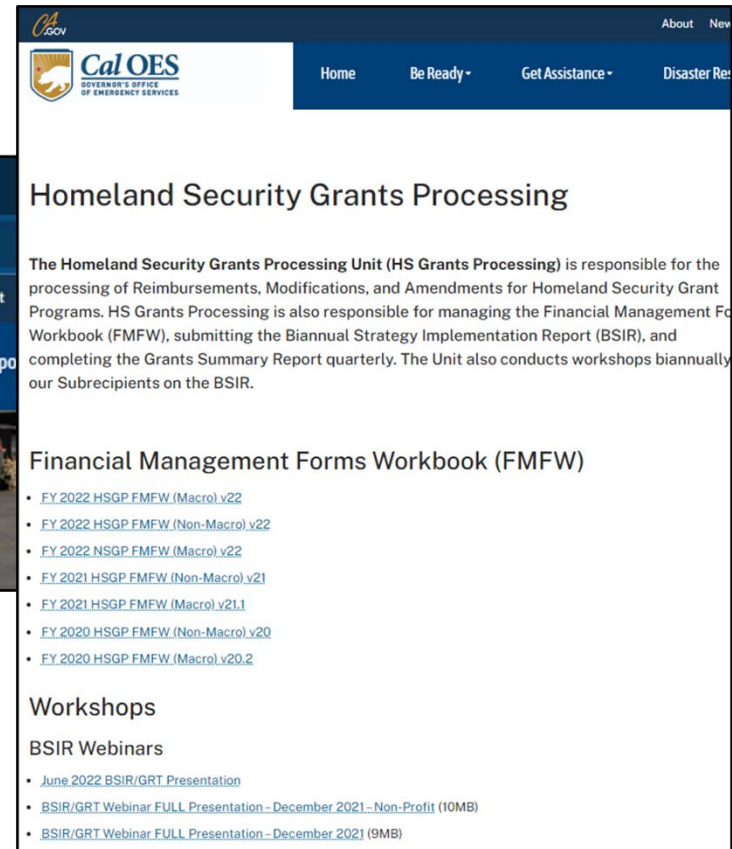 CA.GOV
About New
Cal OES
GOVERNOR'S OFFICE
OF EMERGENCY SERVICES
Home Be Ready Get Assistance Disaster Res
Homeland Security Grants Processing
The Homeland Security Grants Processing Unit (HS Grants Processing) is responsible for the
processing of Reimbursements, Modifications, and Amendments for Homeland Security Grant
Programs. HS Grants Processing is also responsible for managing the Financial Management Fo
Workbook (FMFW), submitting the Biannual Strategy Implementation Report (BSIR), and
completing the Grants Summary Report quarterly. The Unit also conducts workshops biannually
our Subrecipients on the BSIR.
t
po
Financial Management Forms Workbook (FMFW)
• FY 2022 HSGP FMFW (Macro) v22
• FY 2022 HSGP FMFW (Non-Macro) v22
• FY 2022 NSGP FMFW (Macro) v22
• FY 2021 HSGP FMFW (Non-Macro) v21
• FY 2021 HSGP FMFW (Macro) v21.1
• FY 2020 HSGP FMFW (Non-Macro) v20
• FY 2020 HSGP FMFW (Macro) v20.2
Workshops
BSIR Webinars
• June 2022 BSIR/GRT Presentation
• BSIR/GRT Webinar FULL Presentation – December 2021 – Non-Profit (10MB)
• BSIR/GRT Webinar FULL Presentation – December 2021 (9MB)